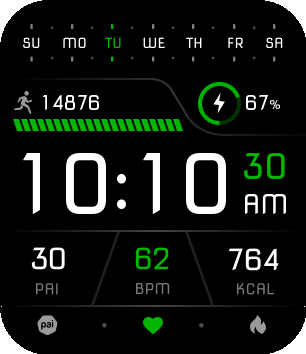 SU MO TU WE TH FR SA
14876 67%
10:10 30
AM
30 62 764
PAI BPM KCAL
pai